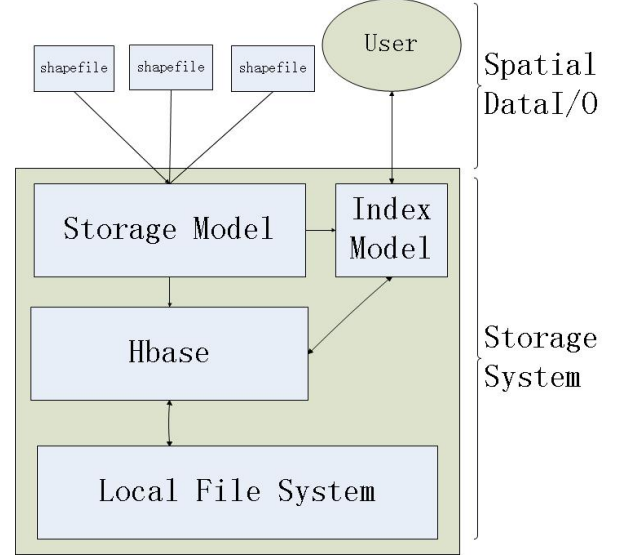 User
shapefile
shapefile
shapefile
Spatial
DataI/O
Storage Model
Index
Model
Hbase
Storage
System
Local File System